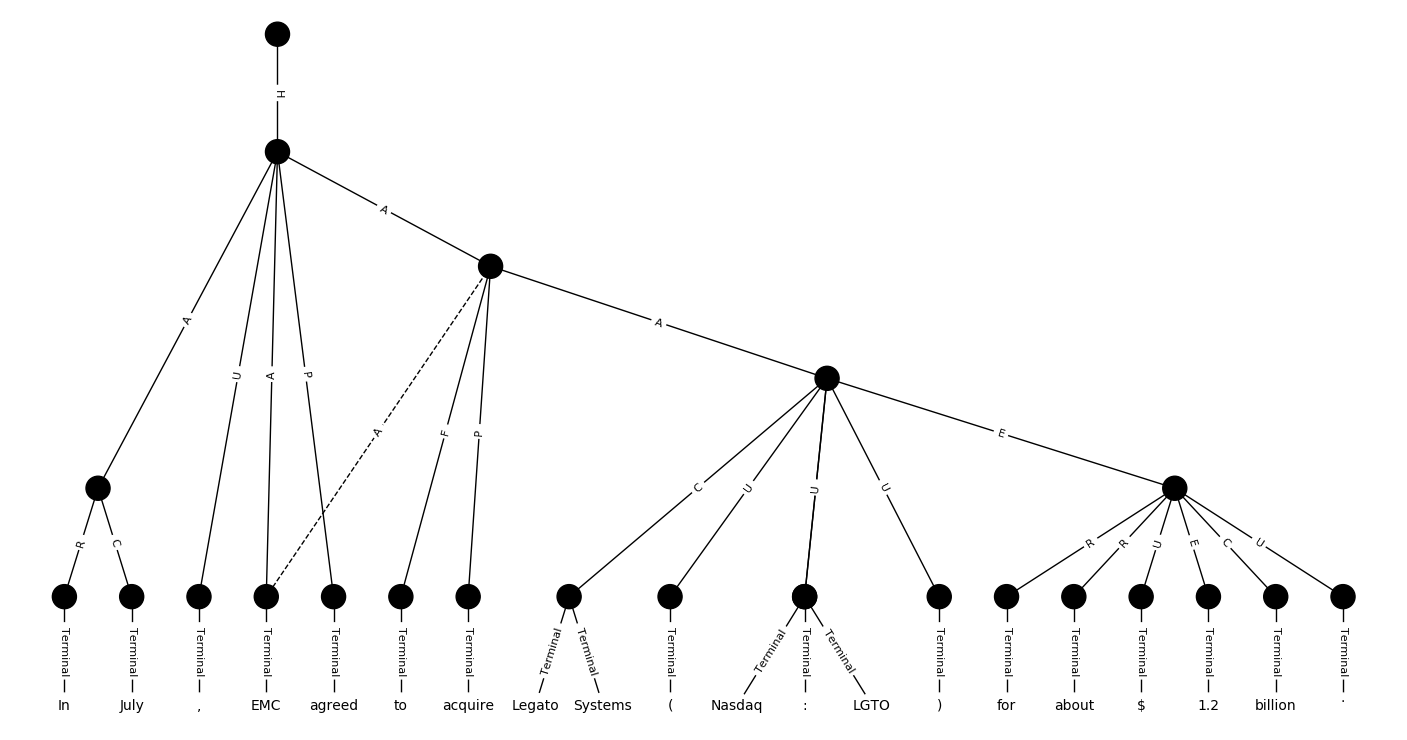 H
A
A
A
U
A
P
A
F
P
E
C
U
U
U
R
C
R
R
U
E
C
U
Terminal Terminal Terminal Terminal Terminal Terminal Terminal Terminal Terminal Terminal Terminal Terminal Terminal Terminal Terminal Terminal Terminal Terminal Terminal Terminal
In July , EMC agreed to acquire Legato Systems ( Nasdaq : LGTO ) for about $ 1.2 billion .